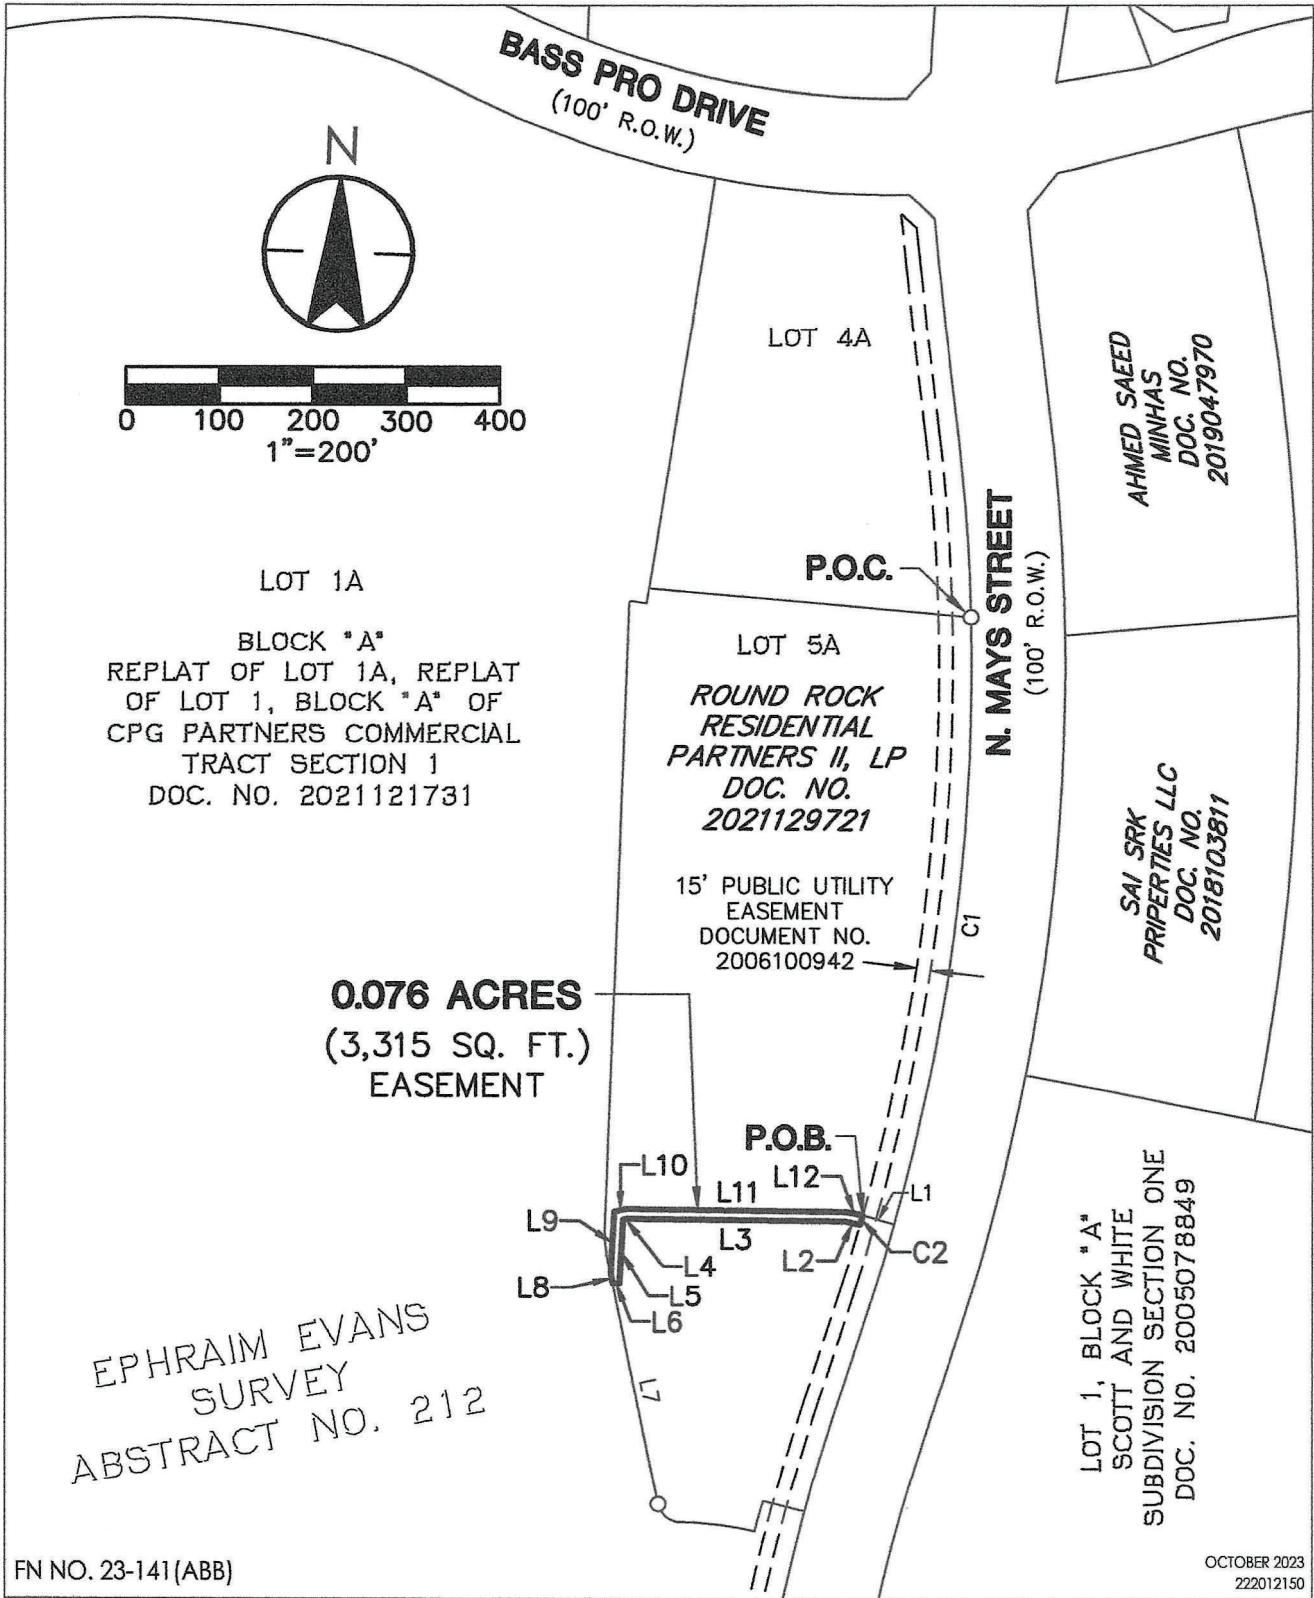 BASS PRO DRIVE
(100' R.O.W.)
N
0 100 200 300 400
1"=200'
LOT 4A
AHMED SAEED
MINHAS
DOC. NO.
2019047970
P.O.C.
N. MAYS STREET
(100' R.O.W.)
LOT 1A
BLOCK "A"
REPLAT OF LOT 1A, REPLAT
OF LOT 1, BLOCK "A" OF
CPG PARTNERS COMMERCIAL
TRACT SECTION 1
DOC. NO. 2021121731
LOT 5A
ROUND ROCK
RESIDENTIAL
PARTNERS II, LP
DOC. NO.
2021129721
15' PUBLIC UTILITY
EASEMENT
DOCUMENT NO.
2006100942
C1
SAI SRK
PRIPERTIES LLC
DOC. NO.
2018103811
0.076 ACRES
(3,315 SQ. FT.)
EASEMENT
P.O.B.
L10
L11
L12
L1
L9
L3
L4
L2
C2
L8
L5
L6
L7
EPHRAIM EVANS
SURVEY
ABSTRACT NO. 212
LOT 1, BLOCK "A"
SCOTT AND WHITE
SUBDIVISION SECTION ONE
DOC. NO. 2005078849
FN NO. 23-141(ABB)
OCTOBER 2023
222012150